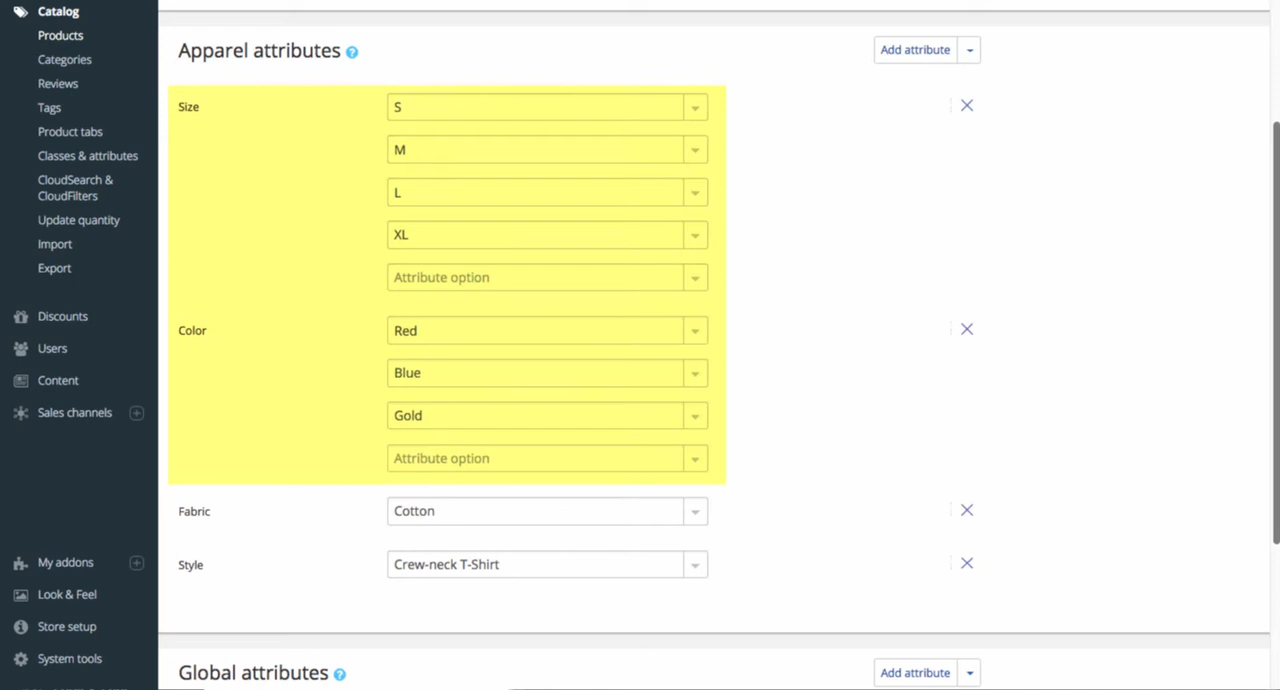 Catalog
Products
Categories
Reviews
Tags
Product tabs
Classes & attributes
CloudSearch &
CloudFilters
Update quantity
Import
Export
Discounts
Users
Content
Sales channels
My addons
Look & Feel
Store setup
System tools
Apparel attributes ?
Add attribute
Size
S
M
L
XL
Attribute option
Color
Red
Blue
Gold
Attribute option
Fabric
Cotton
Style
Crew-neck T-Shirt
Global attributes ?
Add attribute